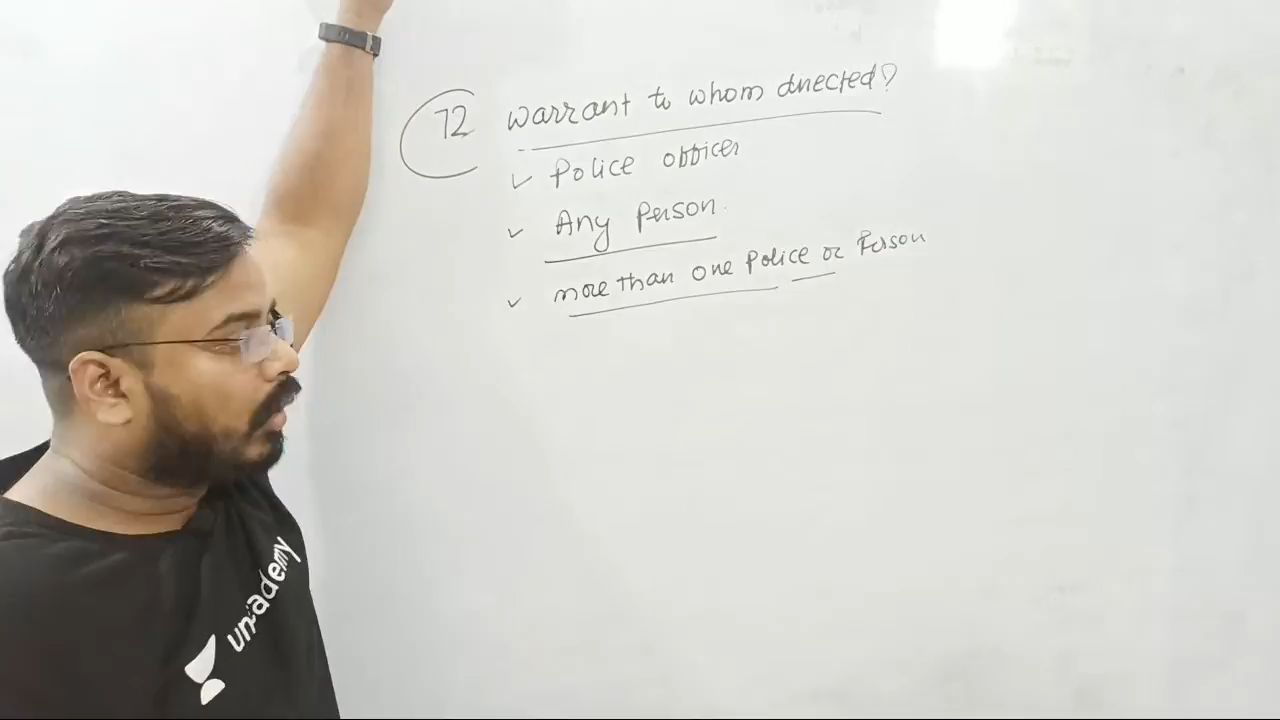 72 Warrant to whom directed?
✓ Police officer
✓ Any Person.
✓ more than one Police or Person
unacademy